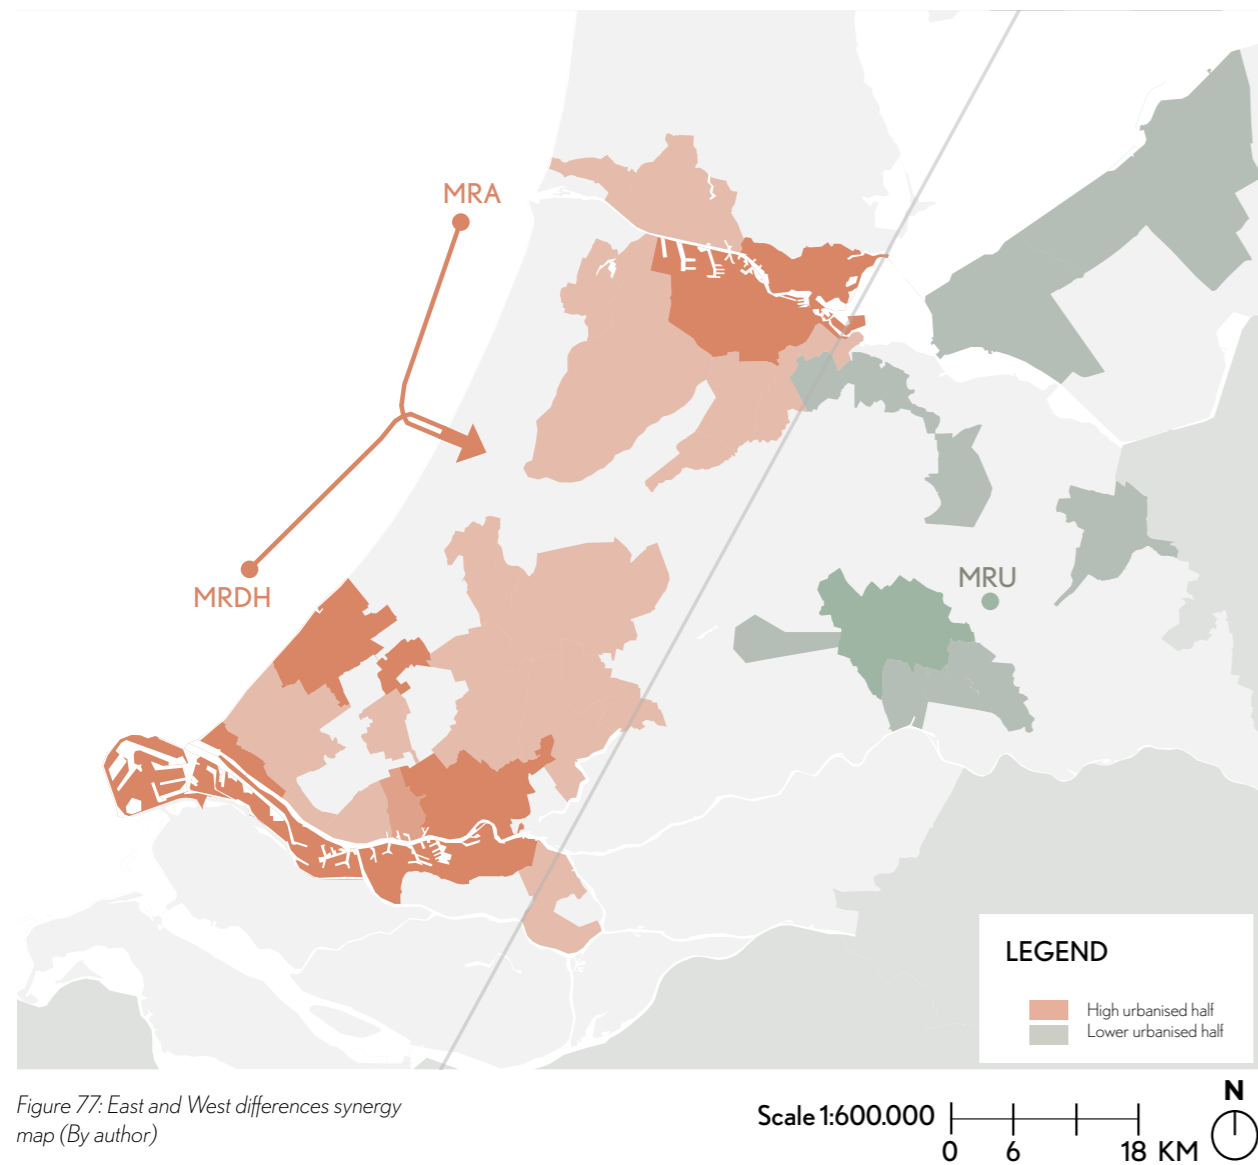 MRA
MRDH
MRU
LEGEND
High urbanised half
Lower urbanised half
Figure 77: East and West differences synergy
map (By author)
Scale 1:600.000
0 6 18 KM
N